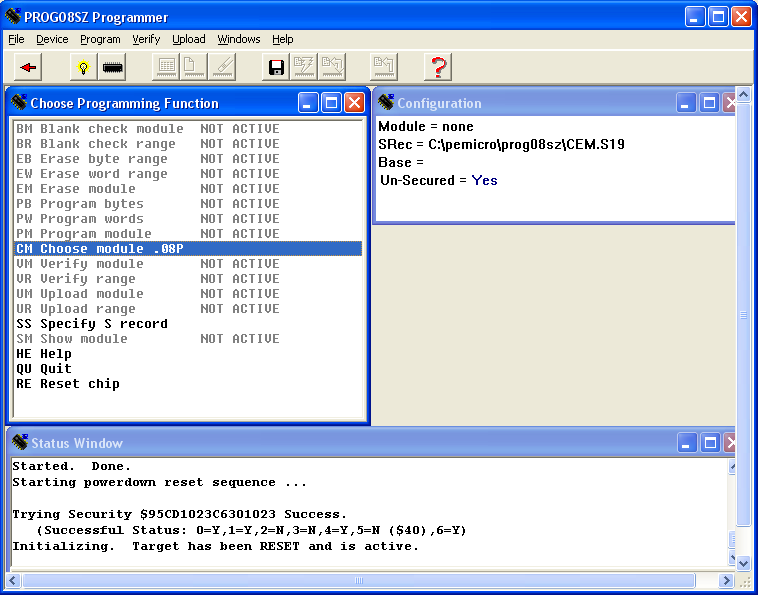 PROG08SZ Programmer
File Device Program Verify Upload Windows Help
Choose Programming Function
BM Blank check module NOT ACTIVE
BR Blank check range NOT ACTIVE
EB Erase byte range NOT ACTIVE
EW Erase word range NOT ACTIVE
EM Erase module NOT ACTIVE
PB Program bytes NOT ACTIVE
PW Program words NOT ACTIVE
PM Program module NOT ACTIVE
CM Choose module .08P
VM Verify module NOT ACTIVE
VR Verify range NOT ACTIVE
UM Upload module NOT ACTIVE
UR Upload range NOT ACTIVE
SS Specify S record
SM Show module NOT ACTIVE
HE Help
QU Quit
RE Reset chip
Configuration
Module = none
SRec = C:\pemicro\prog08sz\CEM.S19
Base =
Un-Secured = Yes
Status Window
Started. Done.
Starting powerdown reset sequence ...
Trying Security $95CD1023C6301023 Success.
(Successful Status: 0=Y,1=Y,2=N,3=N,4=Y,5=N ($40),6=Y)
Initializing. Target has been RESET and is active.